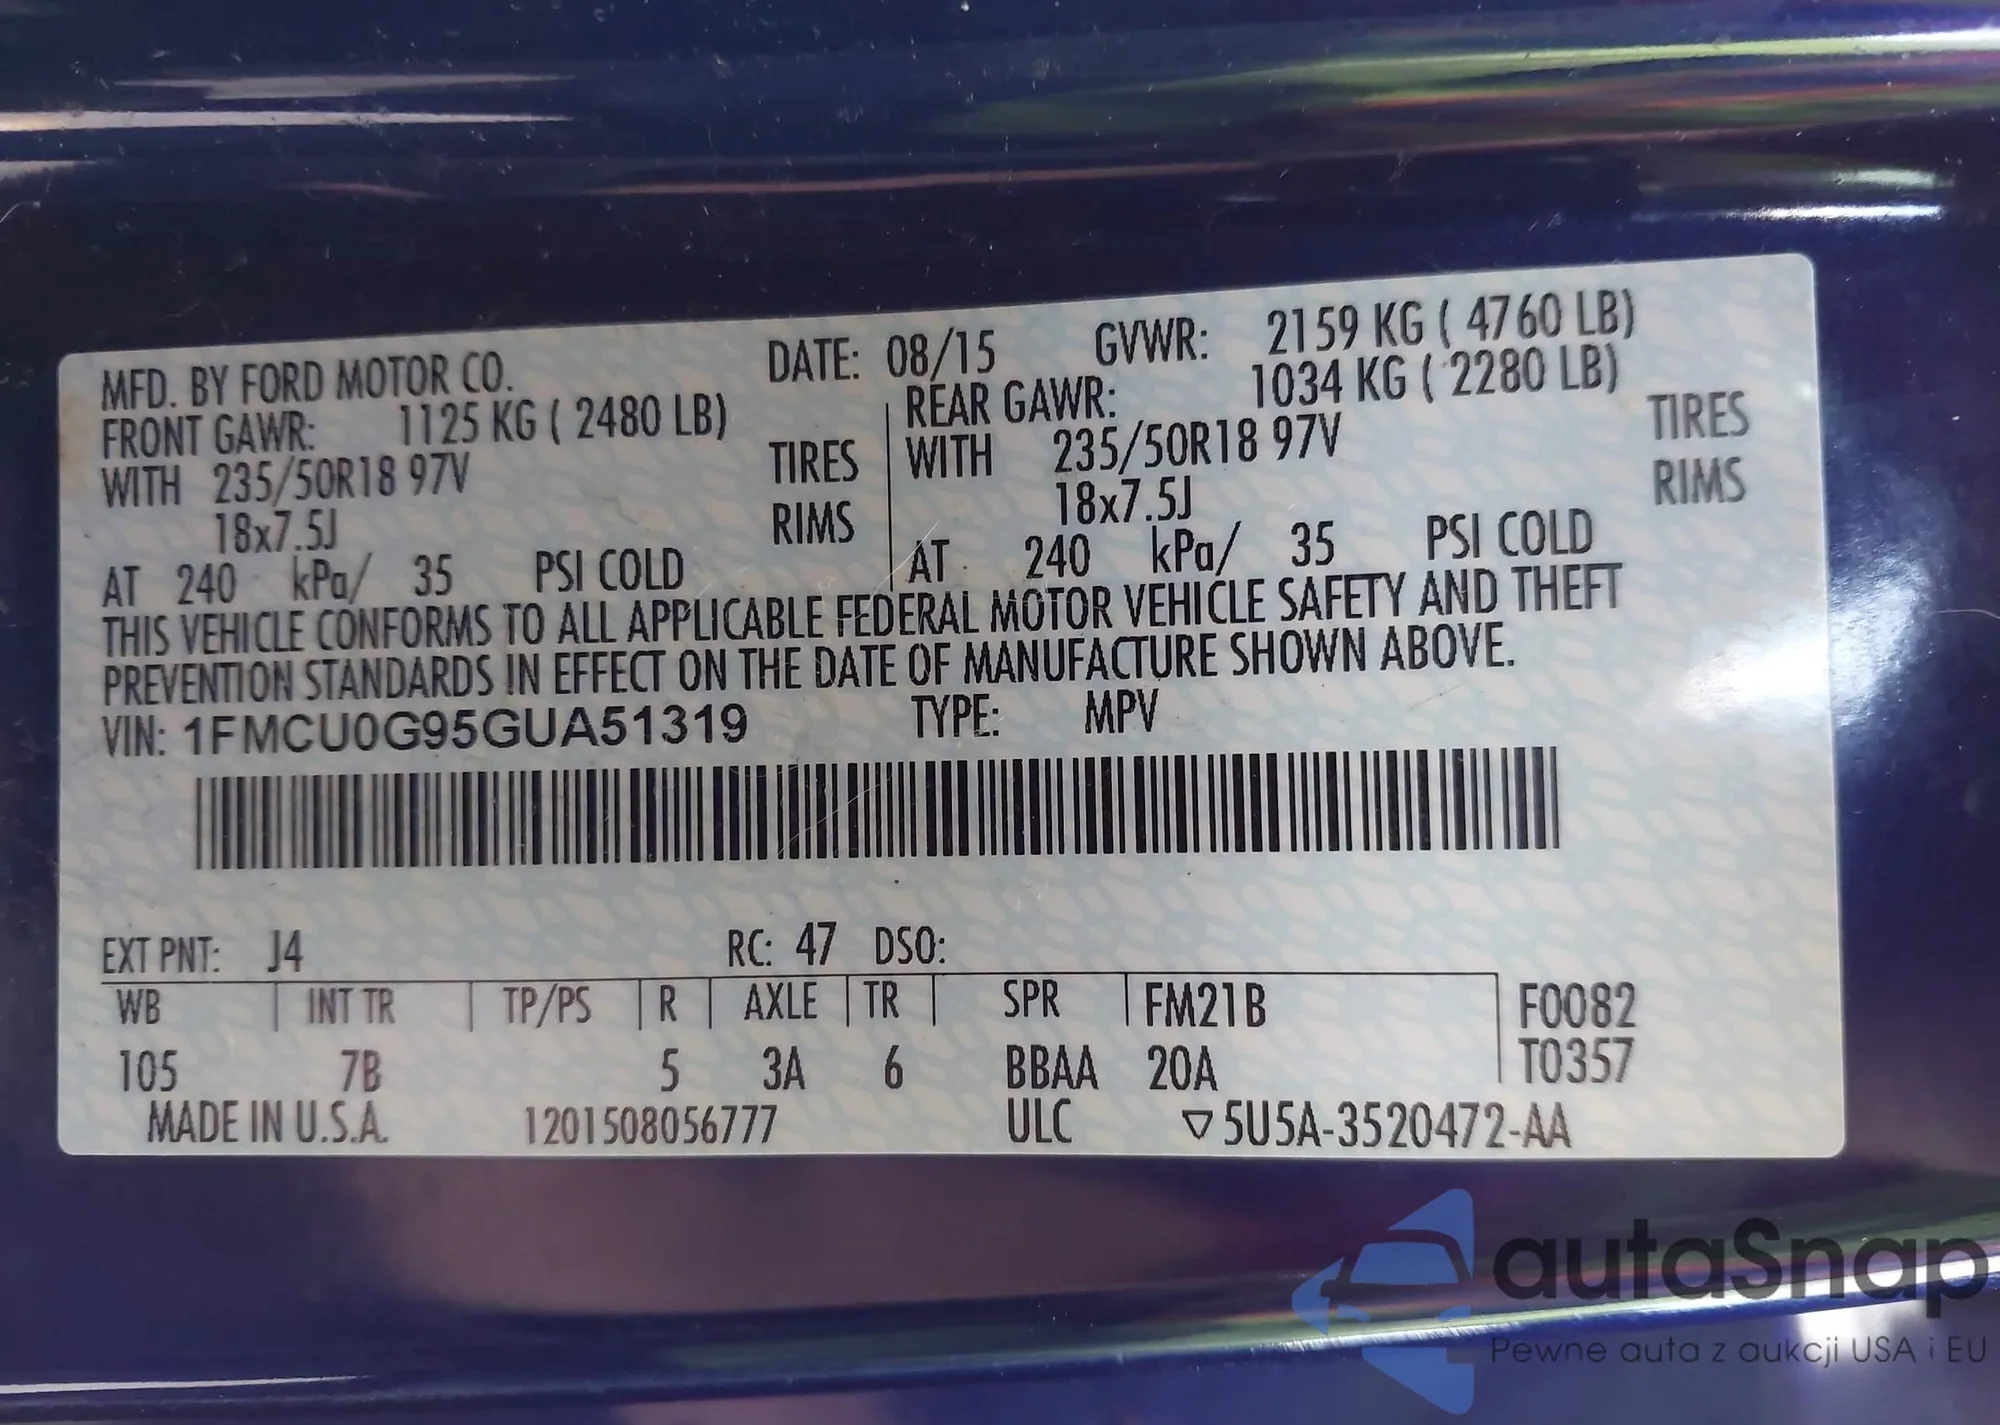 MFD. BY FORD MOTOR CO. DATE: 08/15 GVWR: 2159 KG ( 4760 LB)
FRONT GAWR: 1125 KG ( 2480 LB) REAR GAWR: 1034 KG ( 2280 LB)
WITH 235/50R18 97V TIRES WITH 235/50R18 97V TIRES
18x7.5J RIMS 18x7.5J RIMS
AT 240 kPa/ 35 PSI COLD AT 240 kPa/ 35 PSI COLD
THIS VEHICLE CONFORMS TO ALL APPLICABLE FEDERAL MOTOR VEHICLE SAFETY AND THEFT
PREVENTION STANDARDS IN EFFECT ON THE DATE OF MANUFACTURE SHOWN ABOVE.
VIN: 1FMCU0G95GUA51319 TYPE: MPV
EXT PNT: J4 RC: 47 DSO:
WB INT TR TP/PS R AXLE TR SPR FM21B F0082
105 7B 5 3A 6 BBAA 20A T0357
MADE IN U.S.A. 1201508056777 ULC ▽5U5A-3520472-AA
autaSnap
Pewne auta z aukcji USA i EU